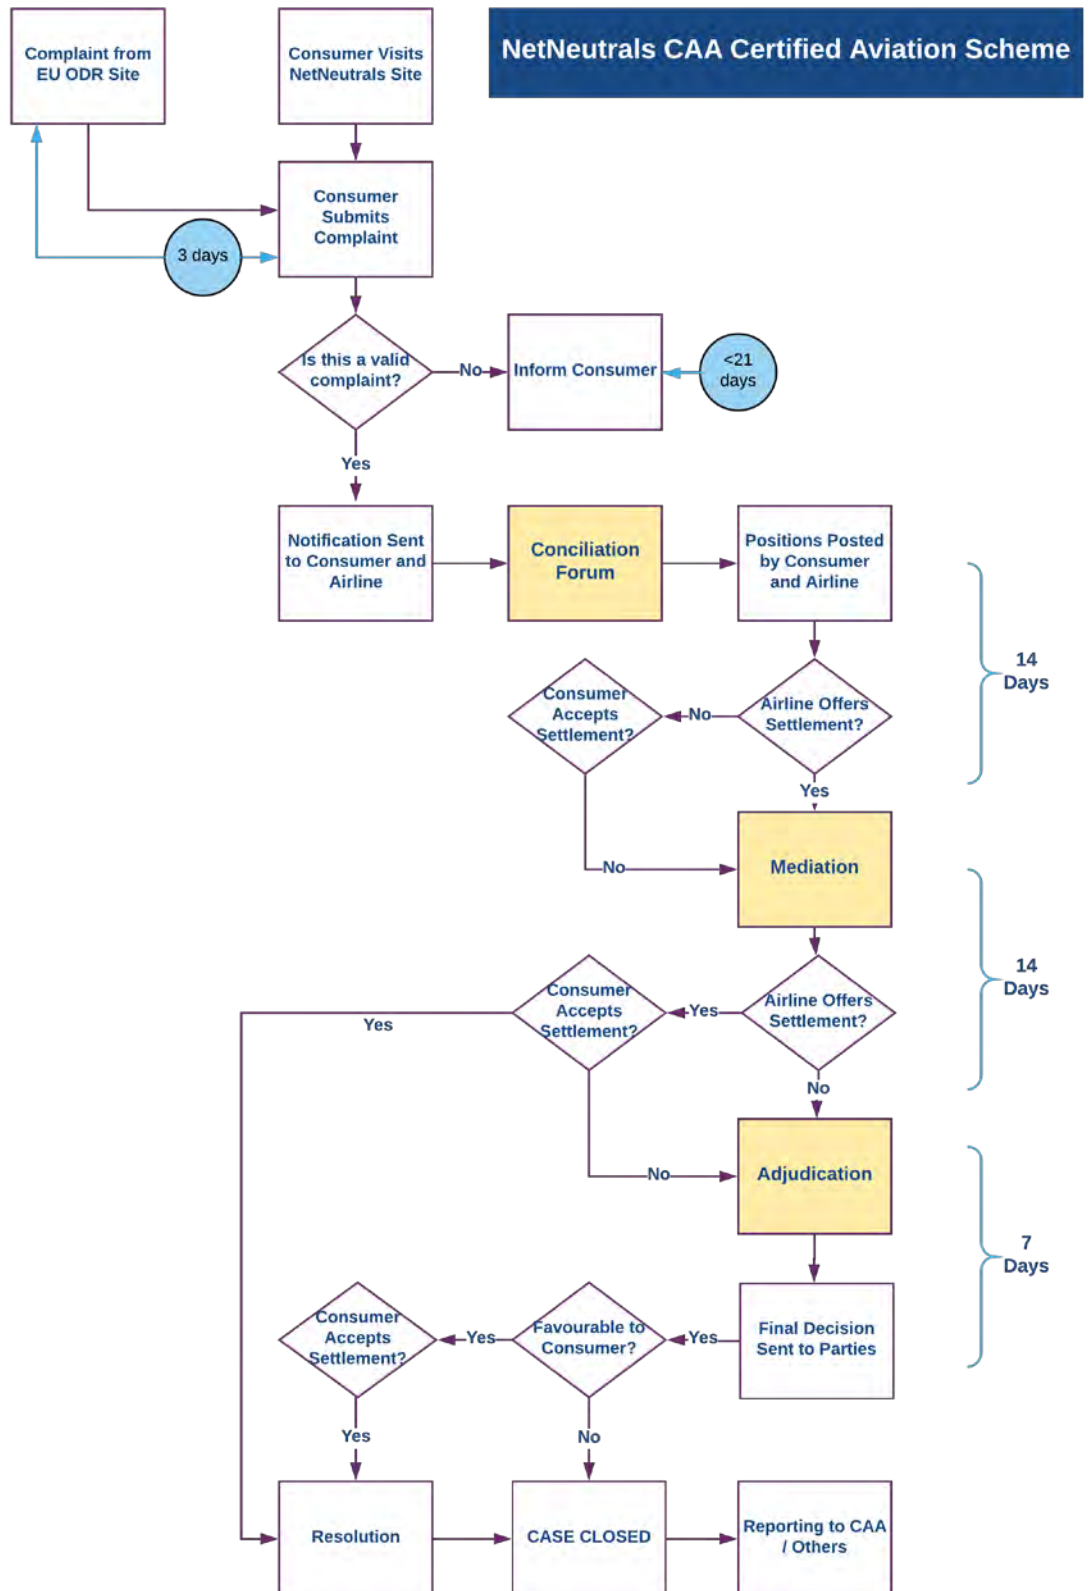 Complaint from
EU ODR Site
Consumer Visits
NetNeutrals Site
NetNeutrals CAA Certified Aviation Scheme
Consumer
Submits
Complaint
3 days
Is this a valid
complaint?
No
Inform Consumer
<21
days
Yes
Notification Sent
to Consumer and
Airline
Conciliation
Forum
Positions Posted
by Consumer
and Airline
14
Days
Consumer
Accepts
Settlement?
No
Airline Offers
Settlement?
Yes
No
Mediation
14
Days
Consumer
Accepts
Settlement?
Yes
Airline Offers
Settlement?
Yes
No
No
Adjudication
7
Days
Consumer
Accepts
Settlement?
Yes
Favourable to
Consumer?
Yes
Final Decision
Sent to Parties
Yes
No
Resolution
CASE CLOSED
Reporting to CAA
/ Others